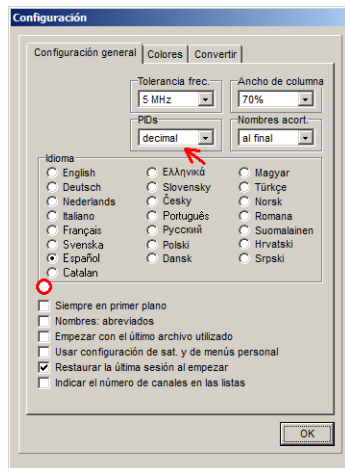 Configuración
Configuración general Colores Convertir
Tolerancia frec. Ancho de columna
5 MHz 70%
PIDs Nombres acort.
decimal al final
Idioma
English Ελληνικά Magyar
Deutsch Slovensky Türkçe
Nederlands Česky Norsk
Italiano Português Romana
Français Русский Suomalainen
Svenska Polski Hrvatski
Español Dansk Srpski
Catalan
Siempre en primer plano
Nombres: abreviados
Empezar con el último archivo utilizado
Usar configuración de sat. y de menús personal
Restaurar la última sesión al empezar
Indicar el número de canales en las listas
OK